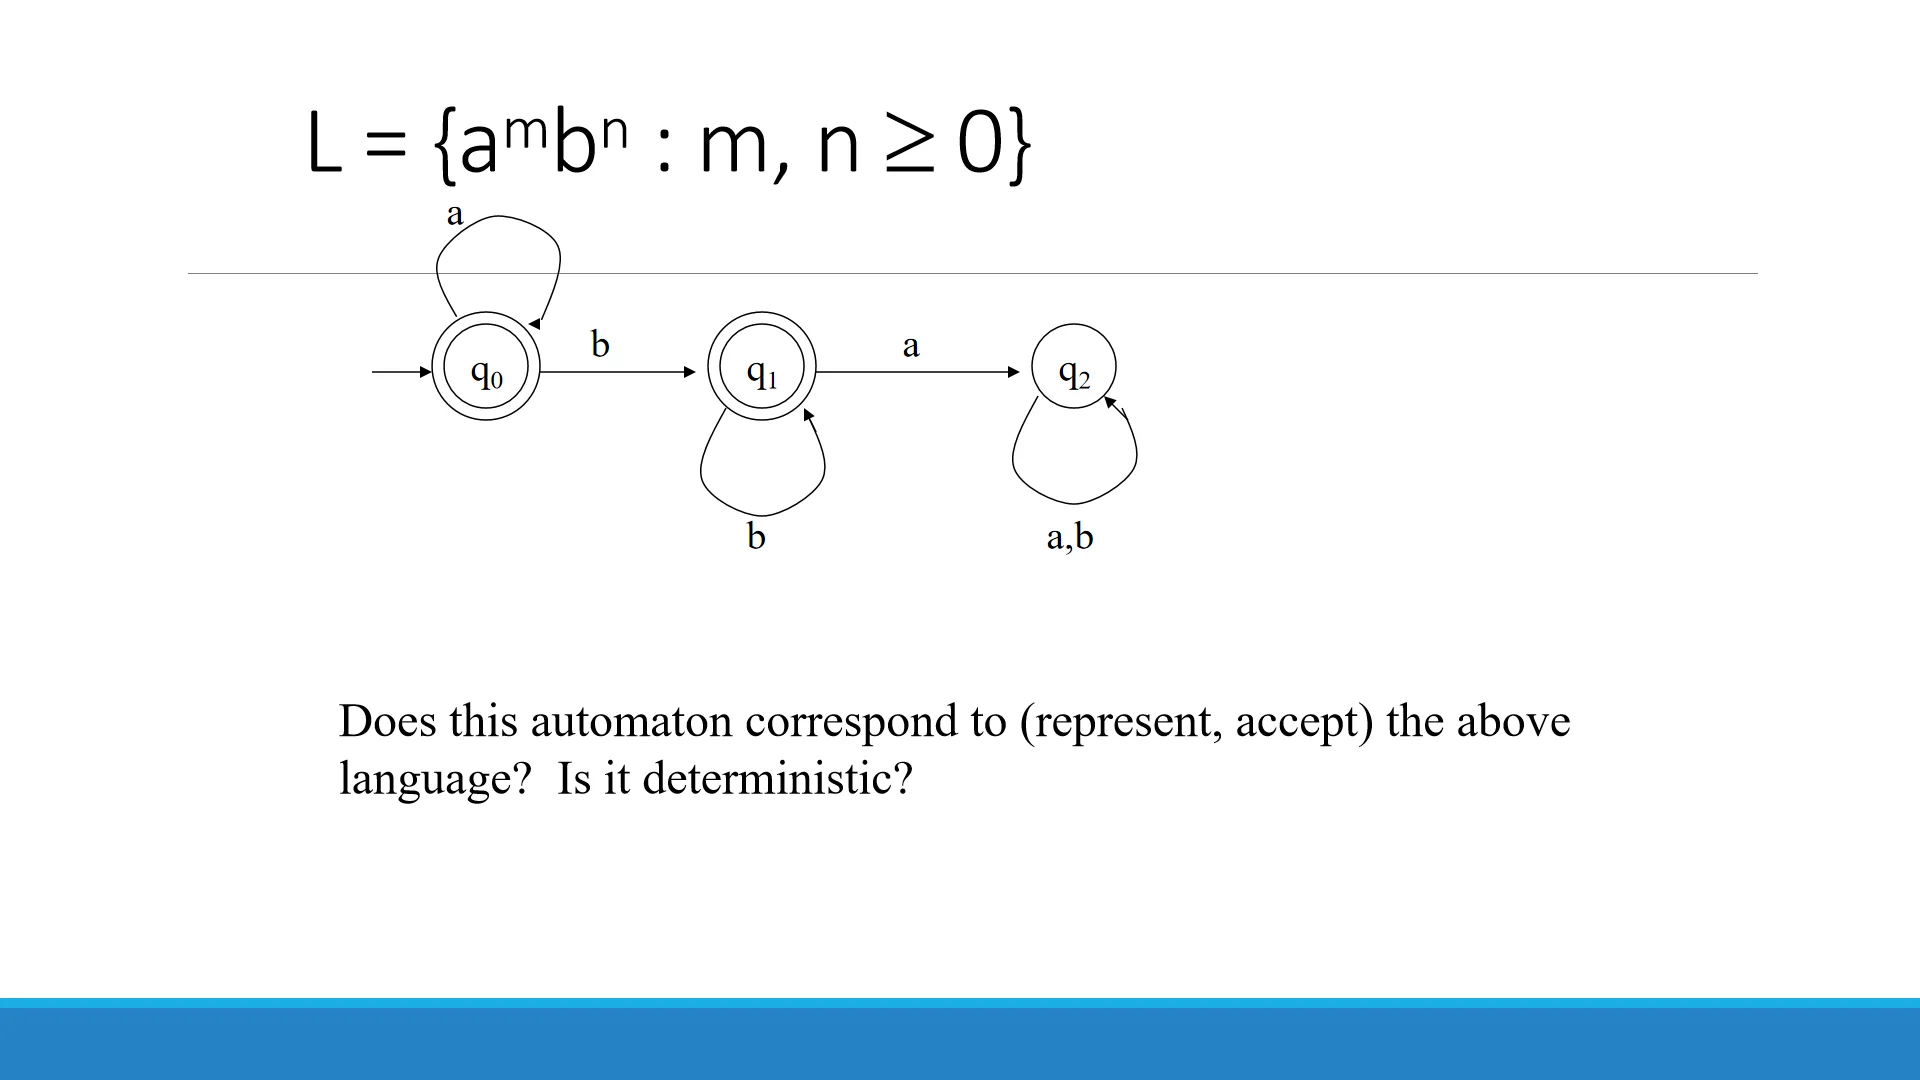 L = {aᵐbⁿ : m, n ≥ 0}
a
b
a
q₀
q₁
q₂
b
a,b
Does this automaton correspond to (represent, accept) the above
language?  Is it deterministic?